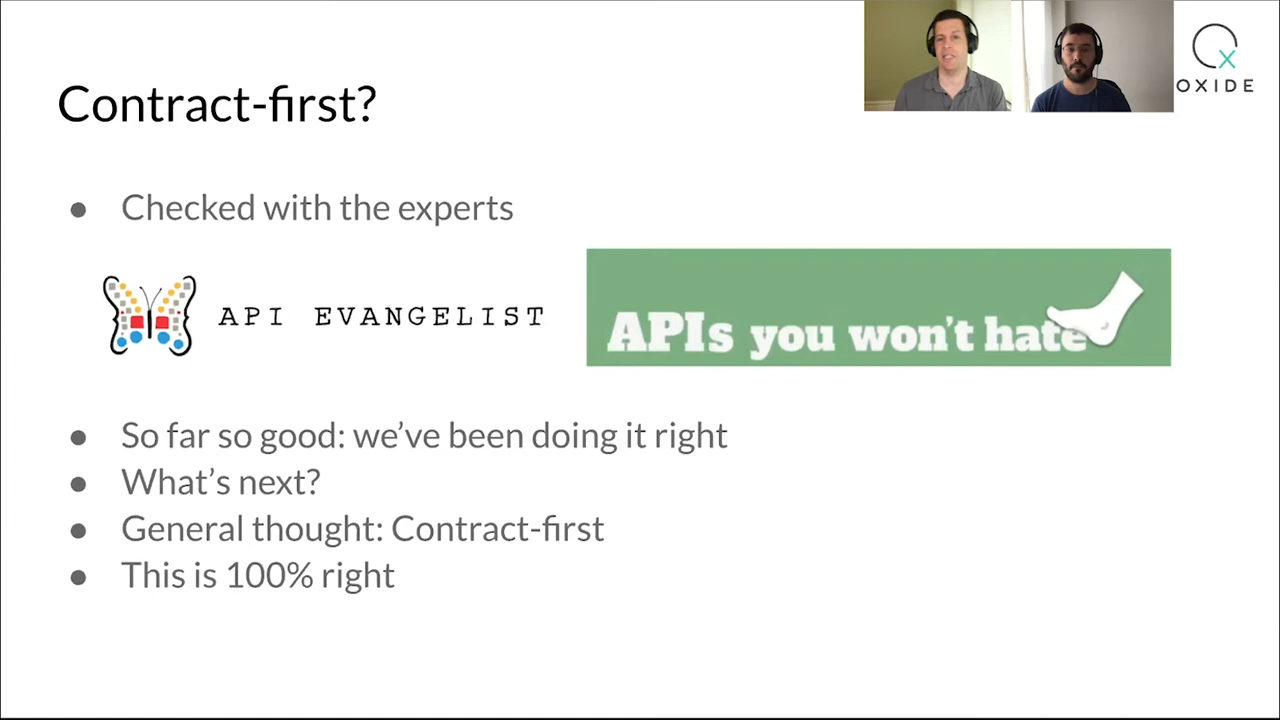 Contract-first?
OXIDE
● Checked with the experts
API EVANGELIST
APIs you won't hate
● So far so good: we've been doing it right
● What's next?
● General thought: Contract-first
● This is 100% right